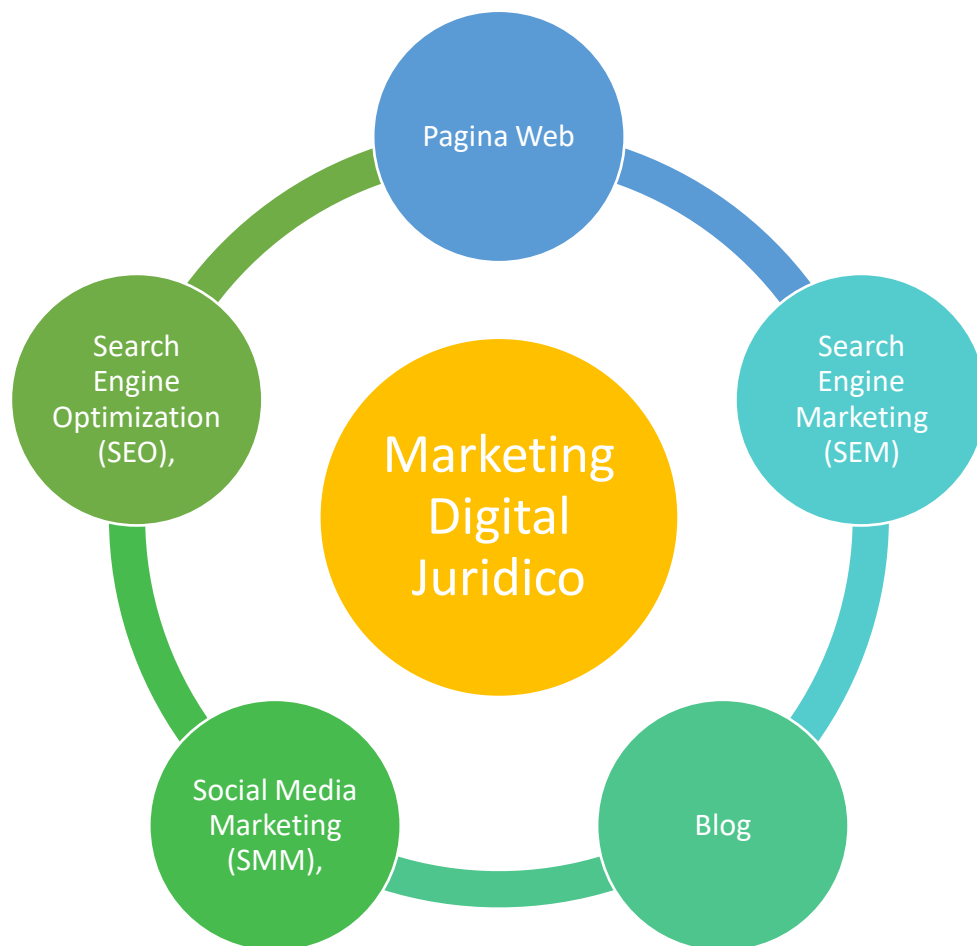 Pagina Web
Search
Engine
Marketing
(SEM)
Blog
Social Media
Marketing
(SMM),
Search
Engine
Optimization
(SEO),
Marketing
Digital
Juridico